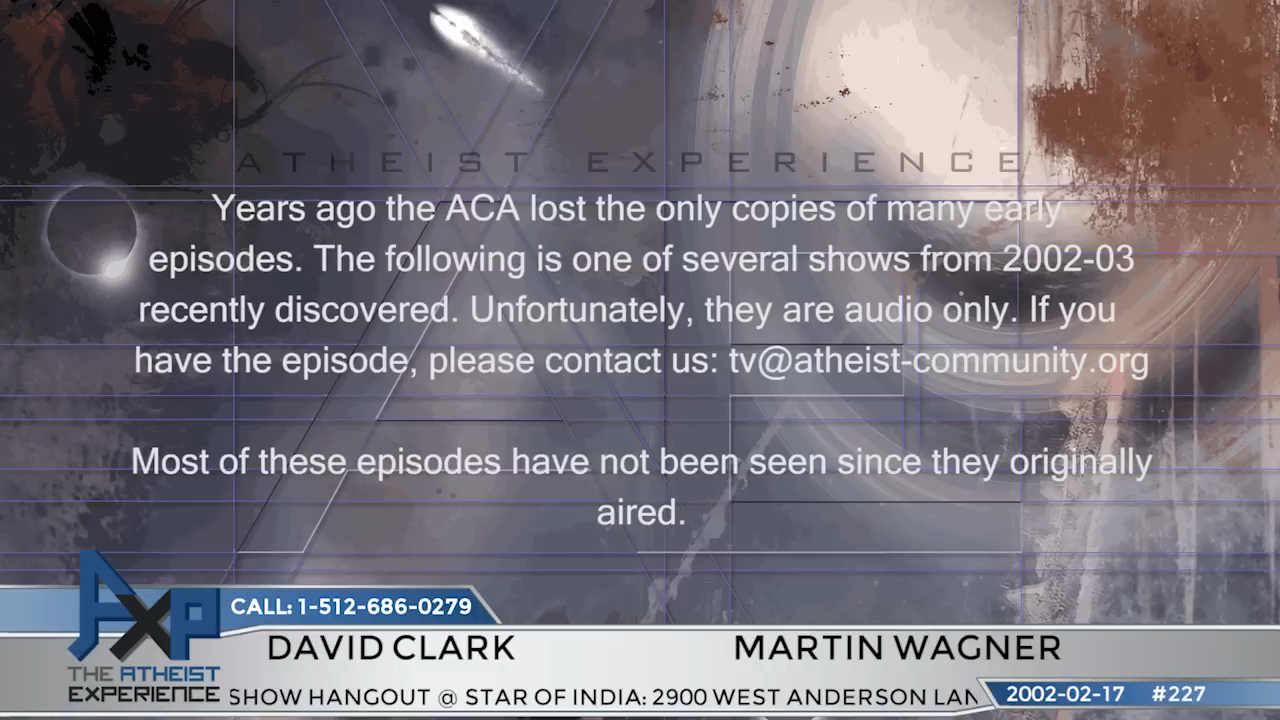 ATHEIST EXPERIENCE
Years ago the ACA lost the only copies of many early
episodes. The following is one of several shows from 2002-03
recently discovered. Unfortunately, they are audio only. If you
have the episode, please contact us: tv@atheist-community.org
Most of these episodes have not been seen since they originally
aired.
CALL: 1-512-686-0279
AXP
THE ATHEIST
EXPERIENCE
DAVID CLARK
MARTIN WAGNER
SHOW HANGOUT @ STAR OF INDIA: 2900 WEST ANDERSON LAN
2002-02-17 #227